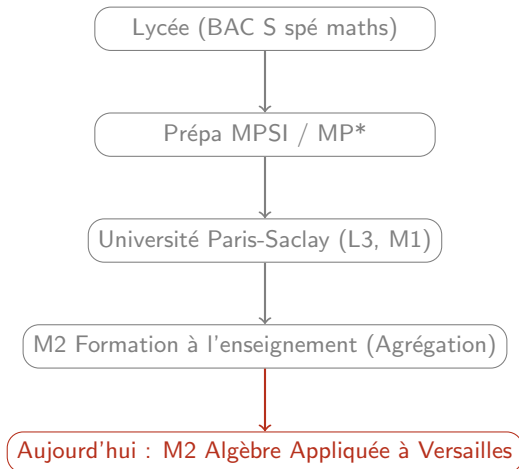 Lycée (BAC S spé maths)
Prépa MPSI / MP*
Université Paris-Saclay (L3, M1)
M2 Formation à l'enseignement (Agrégation)
Aujourd'hui : M2 Algèbre Appliquée à Versailles